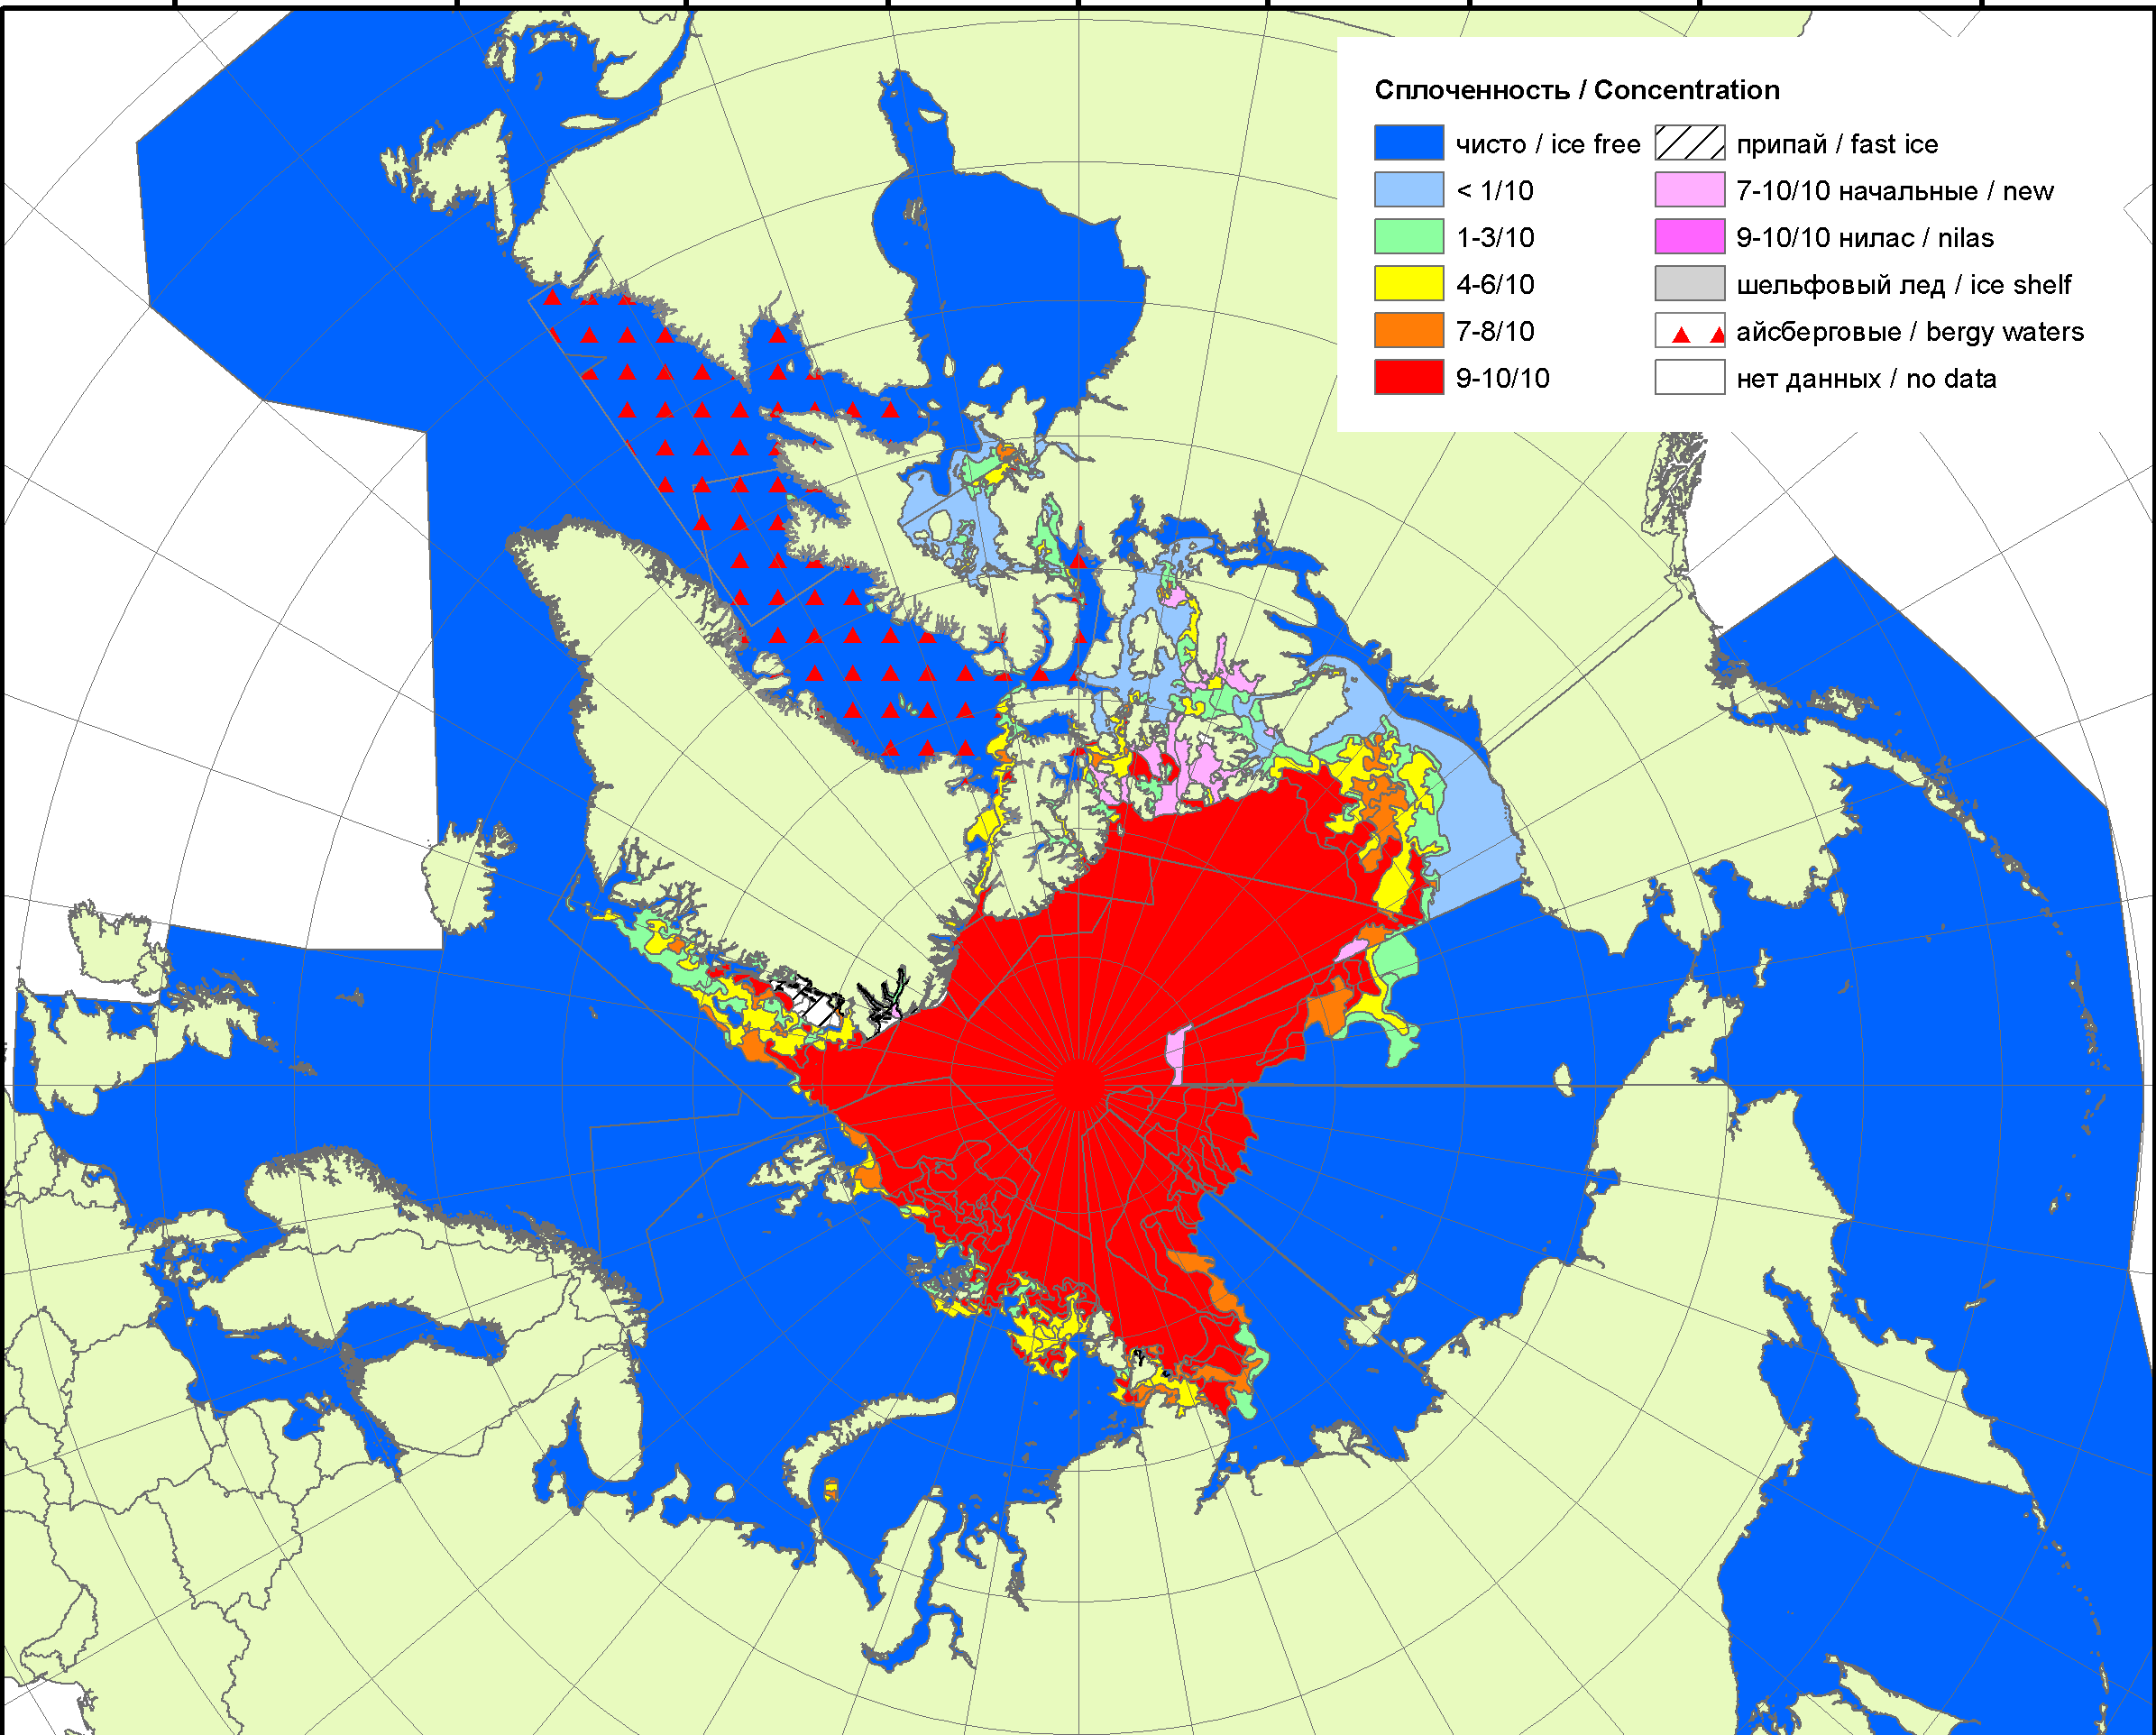 Сплоченность / Concentration
чисто / ice free
< 1/10
1-3/10
4-6/10
7-8/10
9-10/10
припай / fast ice
7-10/10 начальные / new
9-10/10 нилас / nilas
шельфовый лед / ice shelf
айсберговые / bergy waters
нет данных / no data